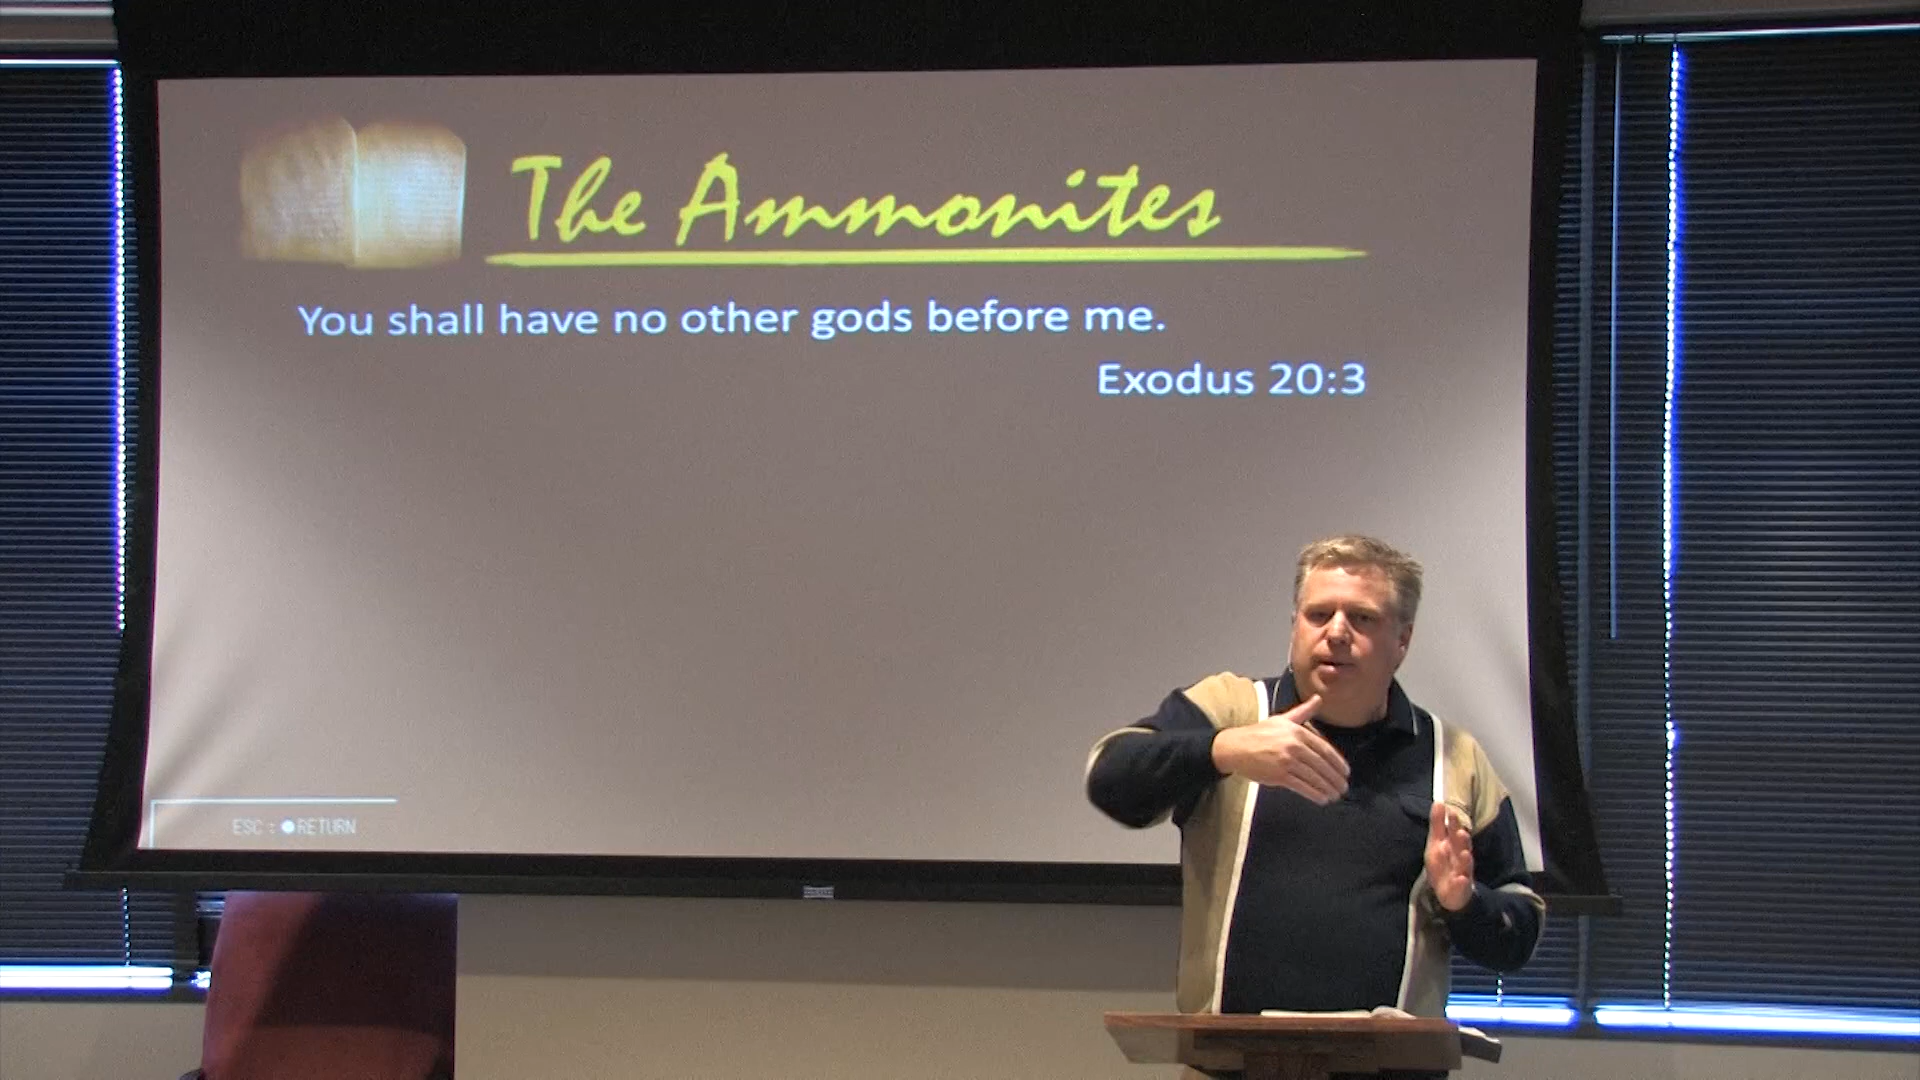 The Ammonites
You shall have no other gods before me.
Exodus 20:3
ESC : ●RETURN